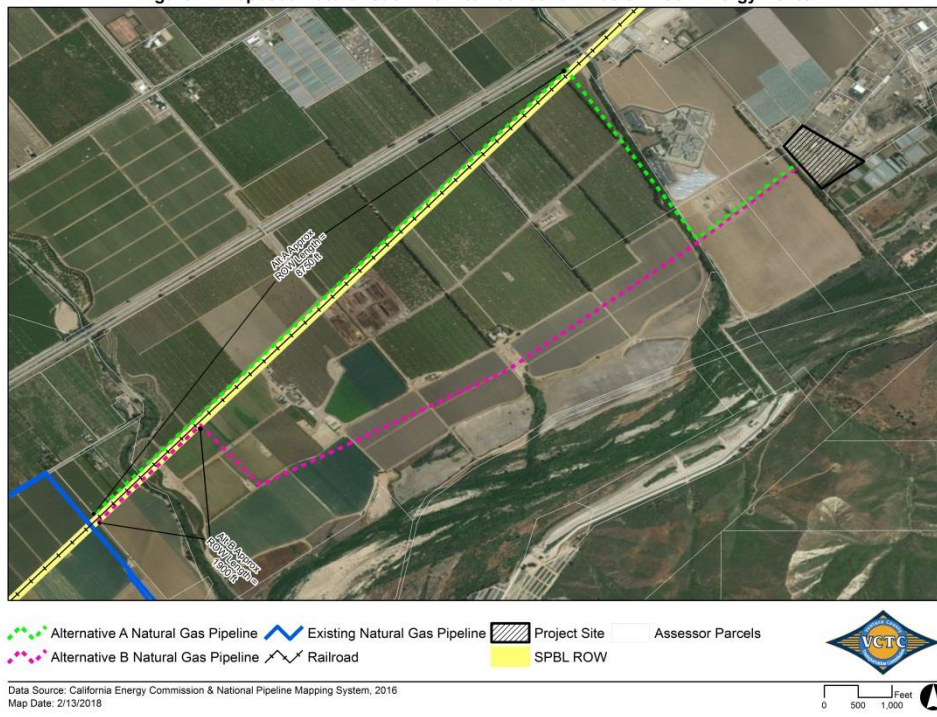 Alt A Approx
ROW Length =
8750 ft
Alt B Approx
ROW Length =
1900 ft
Alternative A Natural Gas Pipeline
Existing Natural Gas Pipeline
Project Site
Assessor Parcels
Alternative B Natural Gas Pipeline
Railroad
SPBL ROW
VCTC
Data Source: California Energy Commission & National Pipeline Mapping System, 2016
Map Date: 2/13/2018
Feet
0 500 1,000